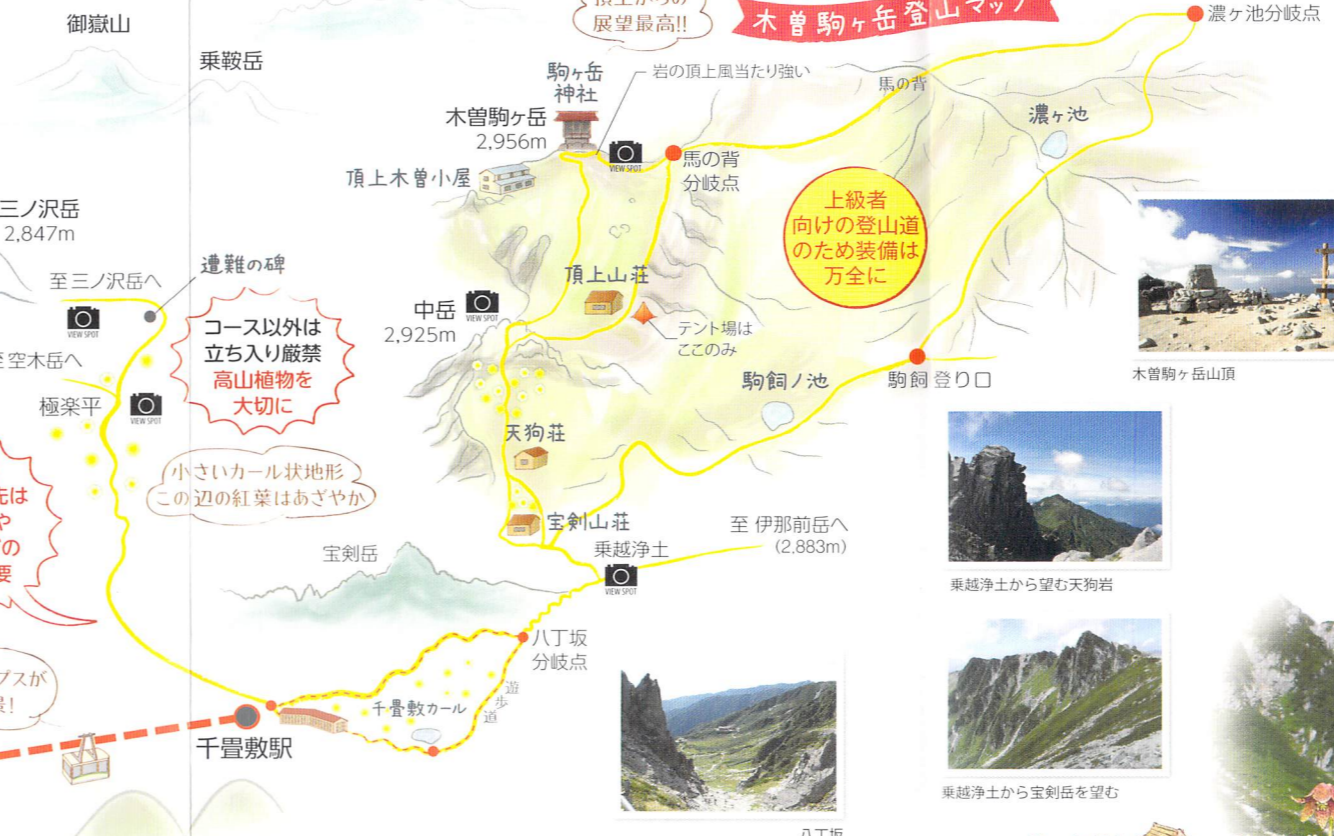 御嶽山
乗鞍岳
展望最高!!
木曽駒ヶ岳登山マップ
濃ヶ池分岐点
駒ヶ岳
神社
岩の頂上風当たり強い
馬の背
濃ヶ池
木曽駒ヶ岳
2,956m
VIEW SPOT
馬の背
分岐点
頂上木曽小屋
上級者
向けの登山道
のため装備は
万全に
三ノ沢岳
2,847m
至 三ノ沢岳へ
遭難の碑
VIEW SPOT
コース以外は
立ち入り厳禁
高山植物を
大切に
頂上山荘
中岳
2,925m
テント場は
ここのみ
木曽駒ヶ岳山頂
至 空木岳へ
極楽平
VIEW SPOT
駒飼ノ池
駒飼登り口
天狗荘
小さいカール状地形
この辺の紅葉はあざやか
宝剣山荘
至 伊那前岳へ
(2,883m)
宝剣岳
乗越浄土
VIEW SPOT
乗越浄土から望む天狗岩
八丁坂
分岐点
遊歩道
千畳敷カール
千畳敷駅
乗越浄土から宝剣岳を望む
八丁坂